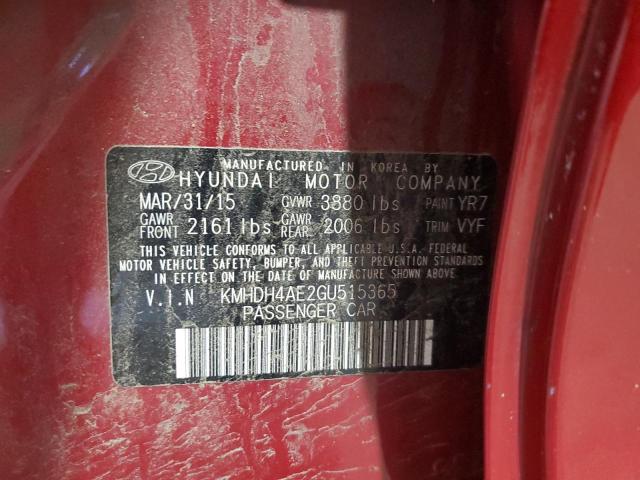 MANUFACTURED IN KOREA BY
HYUNDAI MOTOR COMPANY
MAR/31/15 GVWR 3880 lbs PAINT YR7
GAWR FRONT 2161 lbs GAWR REAR 2006 lbs TRIM VYF
THIS VEHICLE CONFORMS TO ALL APPLICABLE U.S.A. FEDERAL
MOTOR VEHICLE SAFETY, BUMPER, AND THEFT PREVENTION STANDARDS
IN EFFECT ON THE DATE OF MANUFACTURE SHOWN ABOVE.
V.I.N KMHDH4AE2GU515365
PASSENGER CAR